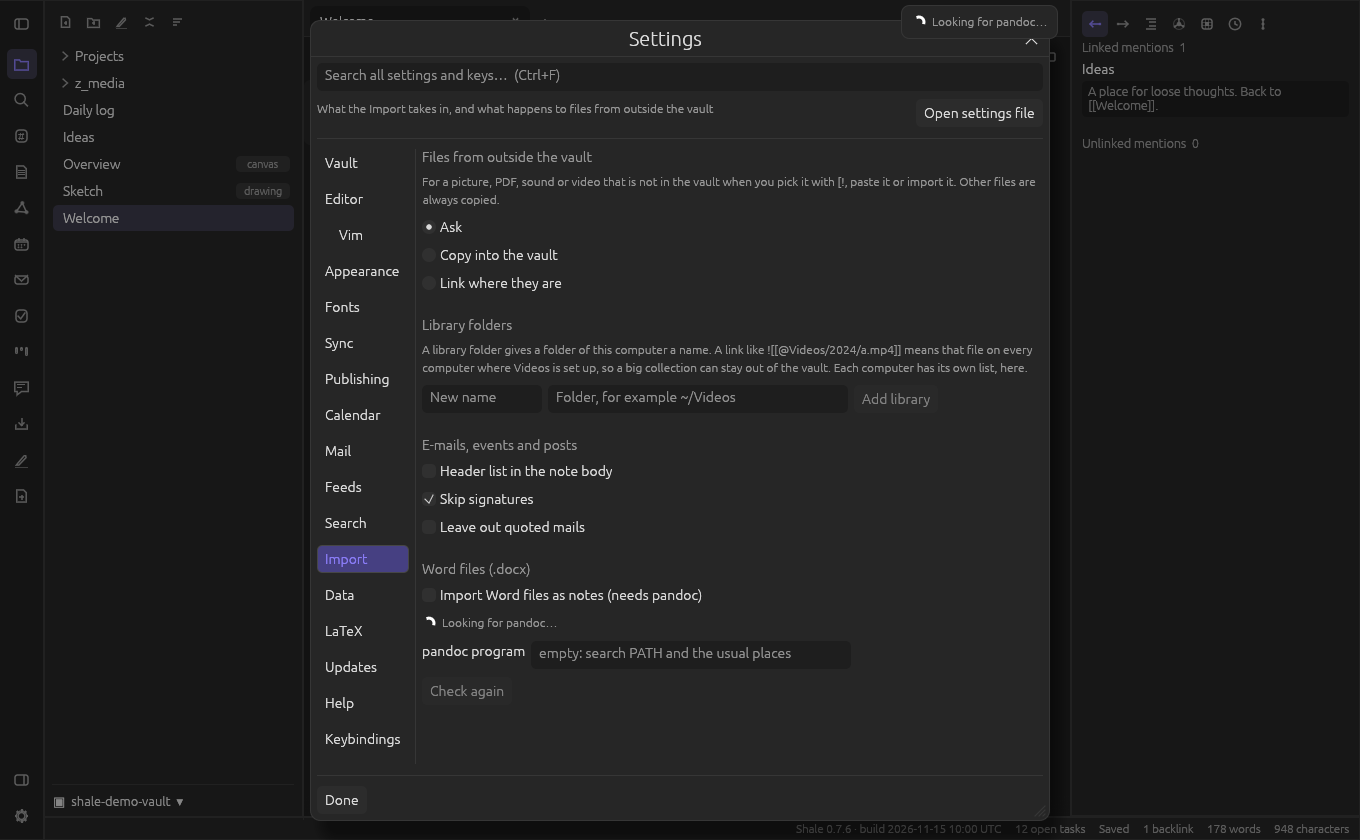 Looking for pandoc…
Settings
Search all settings and keys… (Ctrl+F)
What the Import takes in, and what happens to files from outside the vault
Open settings file
Projects
z_media
Daily log
Ideas
Overview
canvas
Sketch
drawing
Welcome
shale-demo-vault
Vault
Editor
Vim
Appearance
Fonts
Sync
Publishing
Calendar
Mail
Feeds
Search
Import
Data
LaTeX
Updates
Help
Keybindings
Files from outside the vault
For a picture, PDF, sound or video that is not in the vault when you pick it with [!, paste it or import it. Other files are
always copied.
Ask
Copy into the vault
Link where they are
Library folders
A library folder gives a folder of this computer a name. A link like ![[@Videos/2024/a.mp4]] means that file on every
computer where Videos is set up, so a big collection can stay out of the vault. Each computer has its own list, here.
New name
Folder, for example ~/Videos
Add library
E-mails, events and posts
Header list in the note body
Skip signatures
Leave out quoted mails
Word files (.docx)
Import Word files as notes (needs pandoc)
Looking for pandoc…
pandoc program
empty: search PATH and the usual places
Check again
Done
Linked mentions 1
Ideas
A place for loose thoughts. Back to
[[Welcome]].
Unlinked mentions 0
Shale 0.7.6 · build 2026-11-15 10:00 UTC
12 open tasks
Saved
1 backlink
178 words
948 characters